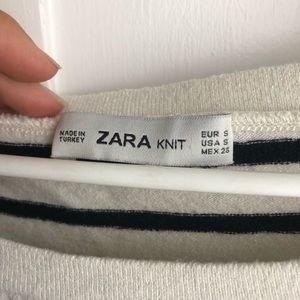 MADE IN
TURKEY
ZARA KNIT
EUR S
USA S
MEX 26